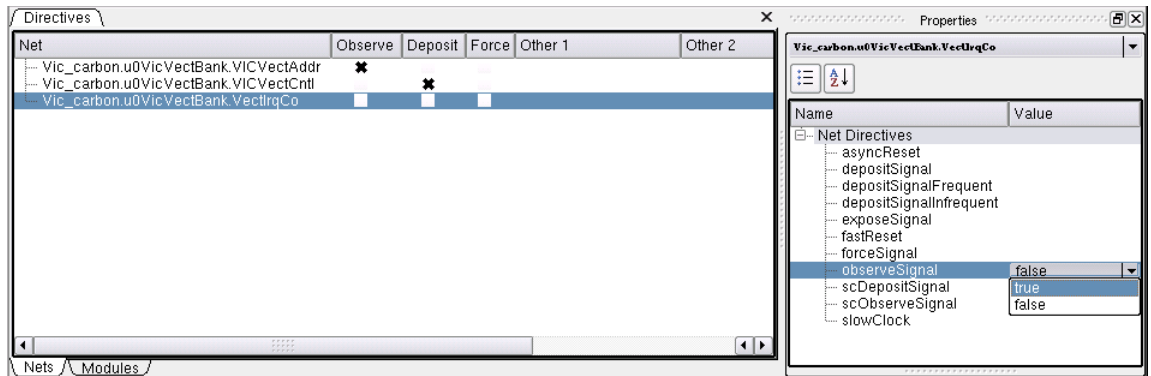 Directives
Net Observe Deposit Force Other 1 Other 2
Vic_carbon.u0VicVectBank.VICVectAddr
Vic_carbon.u0VicVectBank.VICVectCntl
Vic_carbon.u0VicVectBank.VectIrqCo
Nets Modules
Properties
Vic_carbon.u0VicVectBank.VectIrqCo
A
Z
Name Value
Net Directives
asyncReset
depositSignal
depositSignalFrequent
depositSignalInfrequent
exposeSignal
fastReset
forceSignal
observeSignal false
scDepositSignal true
scObserveSignal false
slowClock